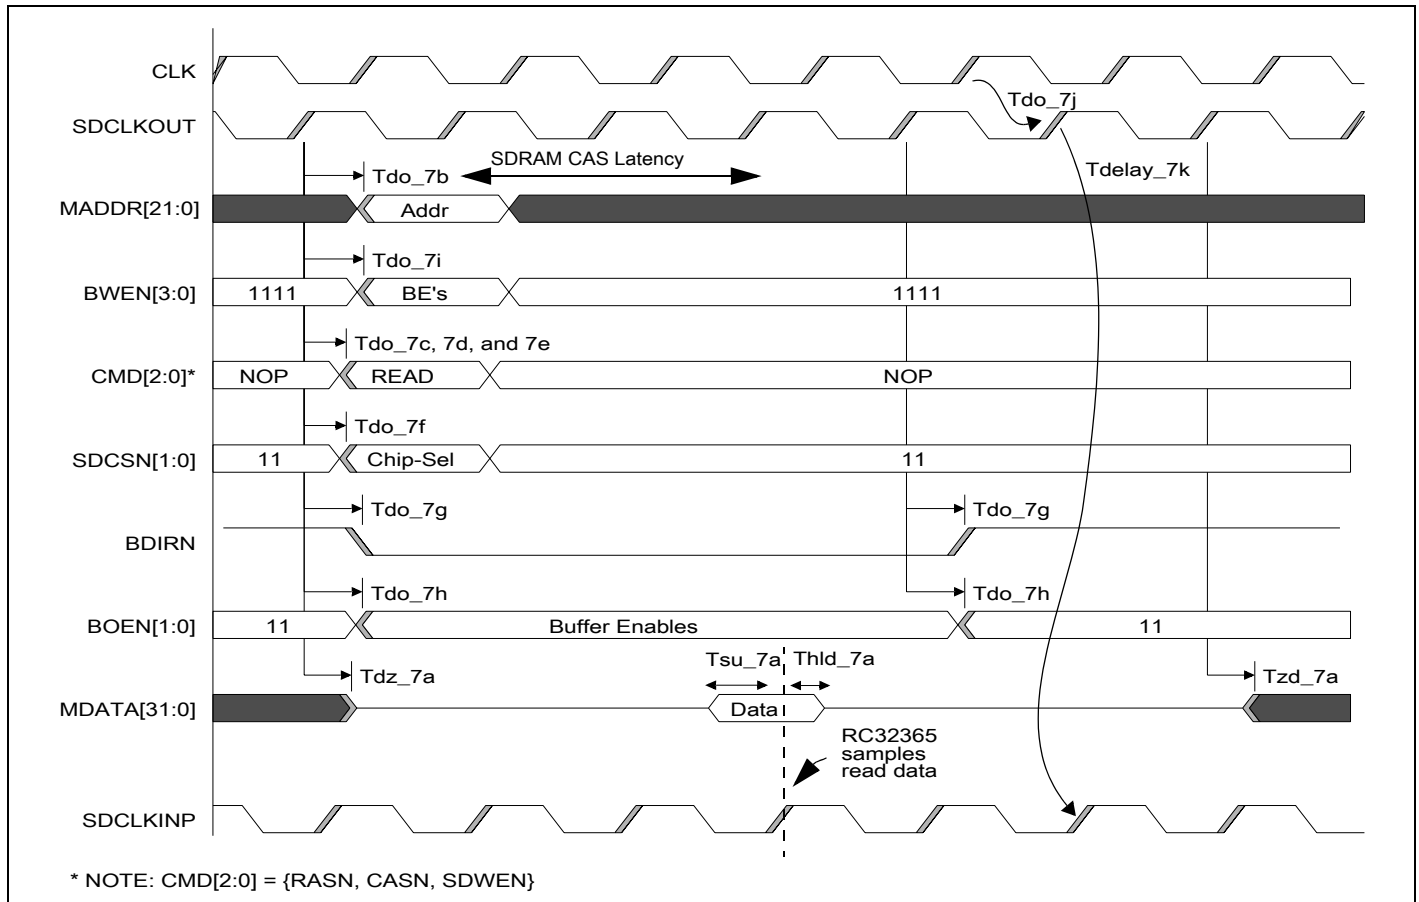 CLK
Tdo_7j
SDCLKOUT
SDRAM CAS Latency
Tdo_7b
Tdelay_7k
MADDR[21:0]
Addr
Tdo_7i
BWEN[3:0]
1111
BE's
1111
Tdo_7c, 7d, and 7e
CMD[2:0]*
NOP
READ
NOP
Tdo_7f
SDCSN[1:0]
11
Chip-Sel
11
Tdo_7g
Tdo_7g
BDIRN
Tdo_7h
Tdo_7h
BOEN[1:0]
11
Buffer Enables
11
Tdz_7a
Tsu_7a
Thld_7a
Tzd_7a
MDATA[31:0]
Data
RC32365
samples
read data
SDCLKINP
* NOTE: CMD[2:0] = {RASN, CASN, SDWEN}